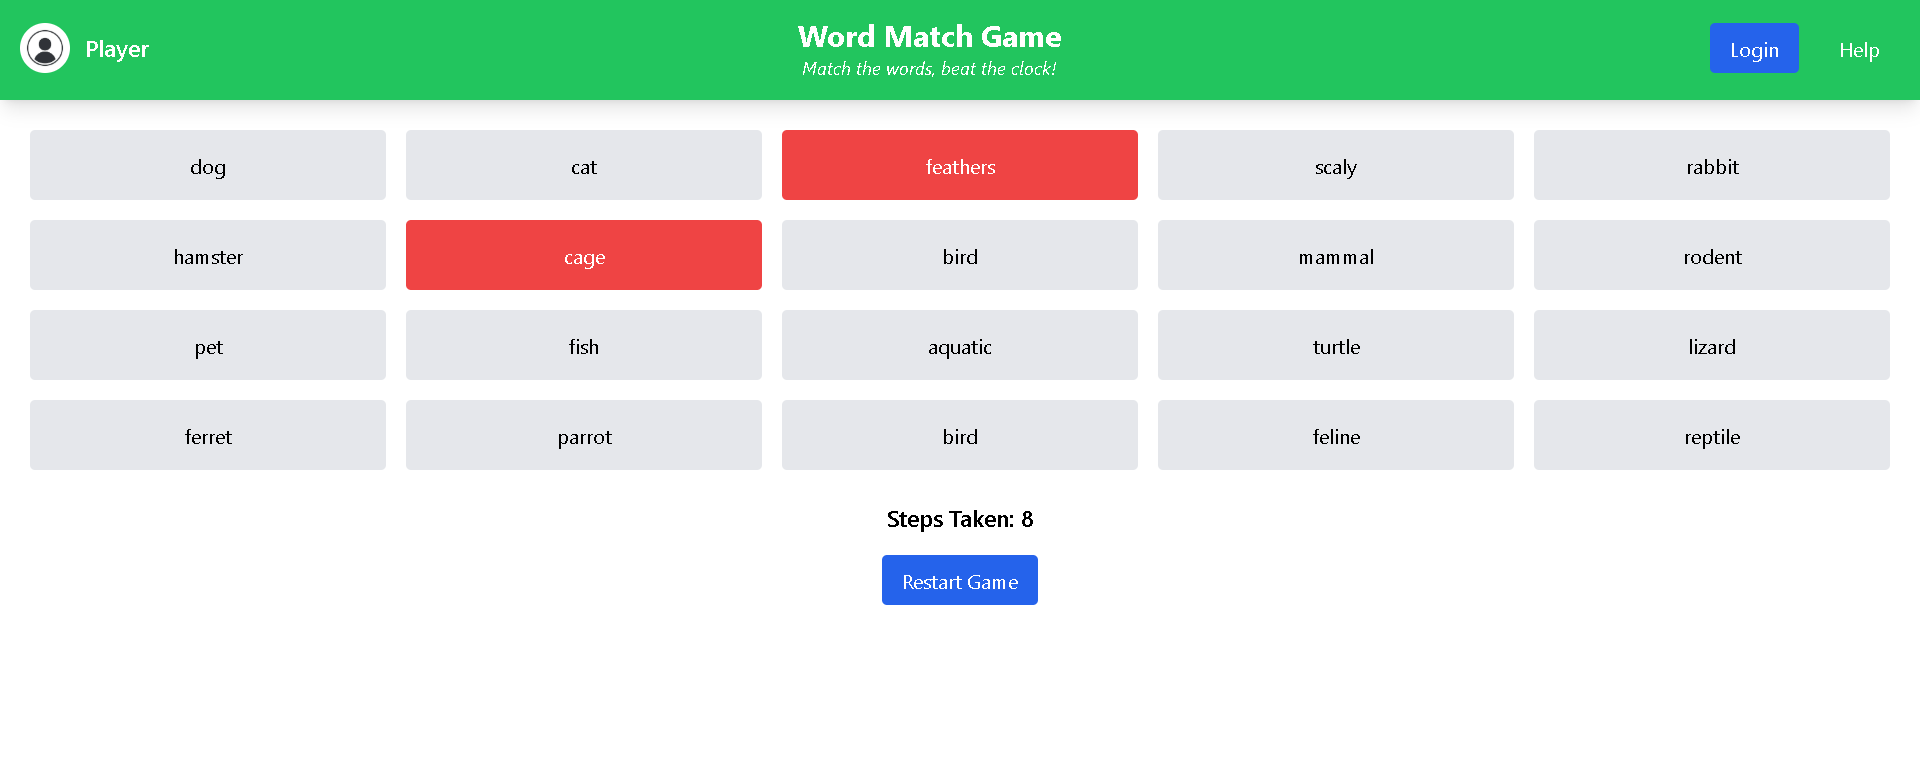 Player
Word Match Game
Match the words, beat the clock!
Login
Help
dog
cat
feathers
scaly
rabbit
hamster
cage
bird
mammal
rodent
pet
fish
aquatic
turtle
lizard
ferret
parrot
bird
feline
reptile
Steps Taken: 8
Restart Game